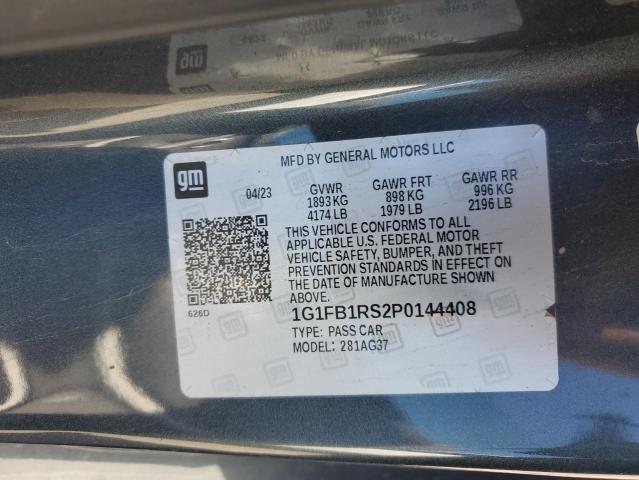 MFD BY GENERAL MOTORS LLC
gm
04/23
GVWR GAWR FRT GAWR RR
1893 KG 898 KG 996 KG
4174 LB 1979 LB 2196 LB
THIS VEHICLE CONFORMS TO ALL
APPLICABLE U.S. FEDERAL MOTOR
VEHICLE SAFETY, BUMPER, AND THEFT
PREVENTION STANDARDS IN EFFECT ON
THE DATE OF MANUFACTURE SHOWN
ABOVE.
626D
1G1FB1RS2P0144408
TYPE: PASS CAR
MODEL: 281AG37